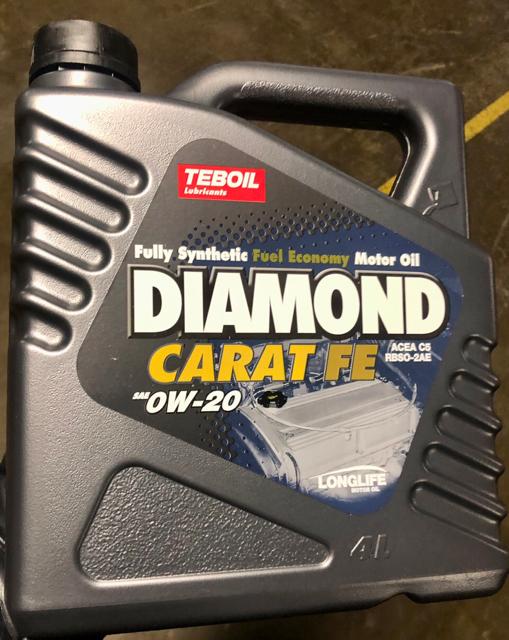 TEBOIL
Lubricants
Fully Synthetic Fuel Economy Motor Oil
DIAMOND
CARAT FE
ACEA C5
RBSO-2AE
SAE 0W-20
LONGLIFE
MOTOR OIL
4L